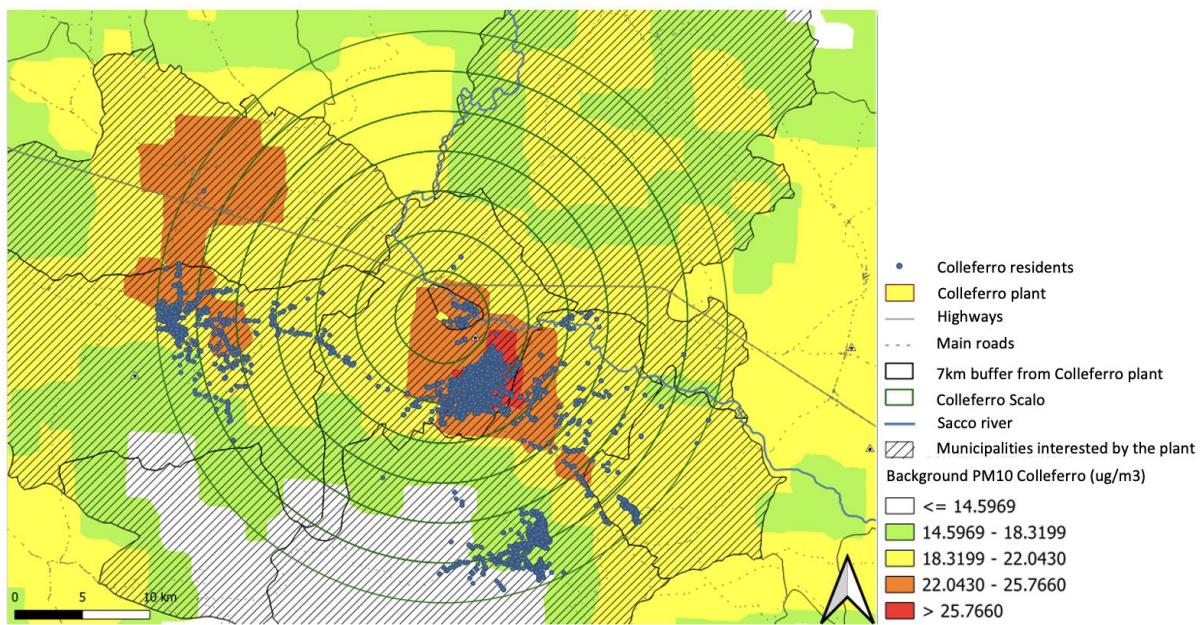 Colleferro residents
Colleferro plant
Highways
Main roads
7km buffer from Colleferro plant
Colleferro Scalo
Sacco river
Municipalities interested by the plant
Background PM10 Colleferro (ug/m3)
<= 14.5969
14.5969 - 18.3199
18.3199 - 22.0430
22.0430 - 25.7660
> 25.7660
0 5 10 km